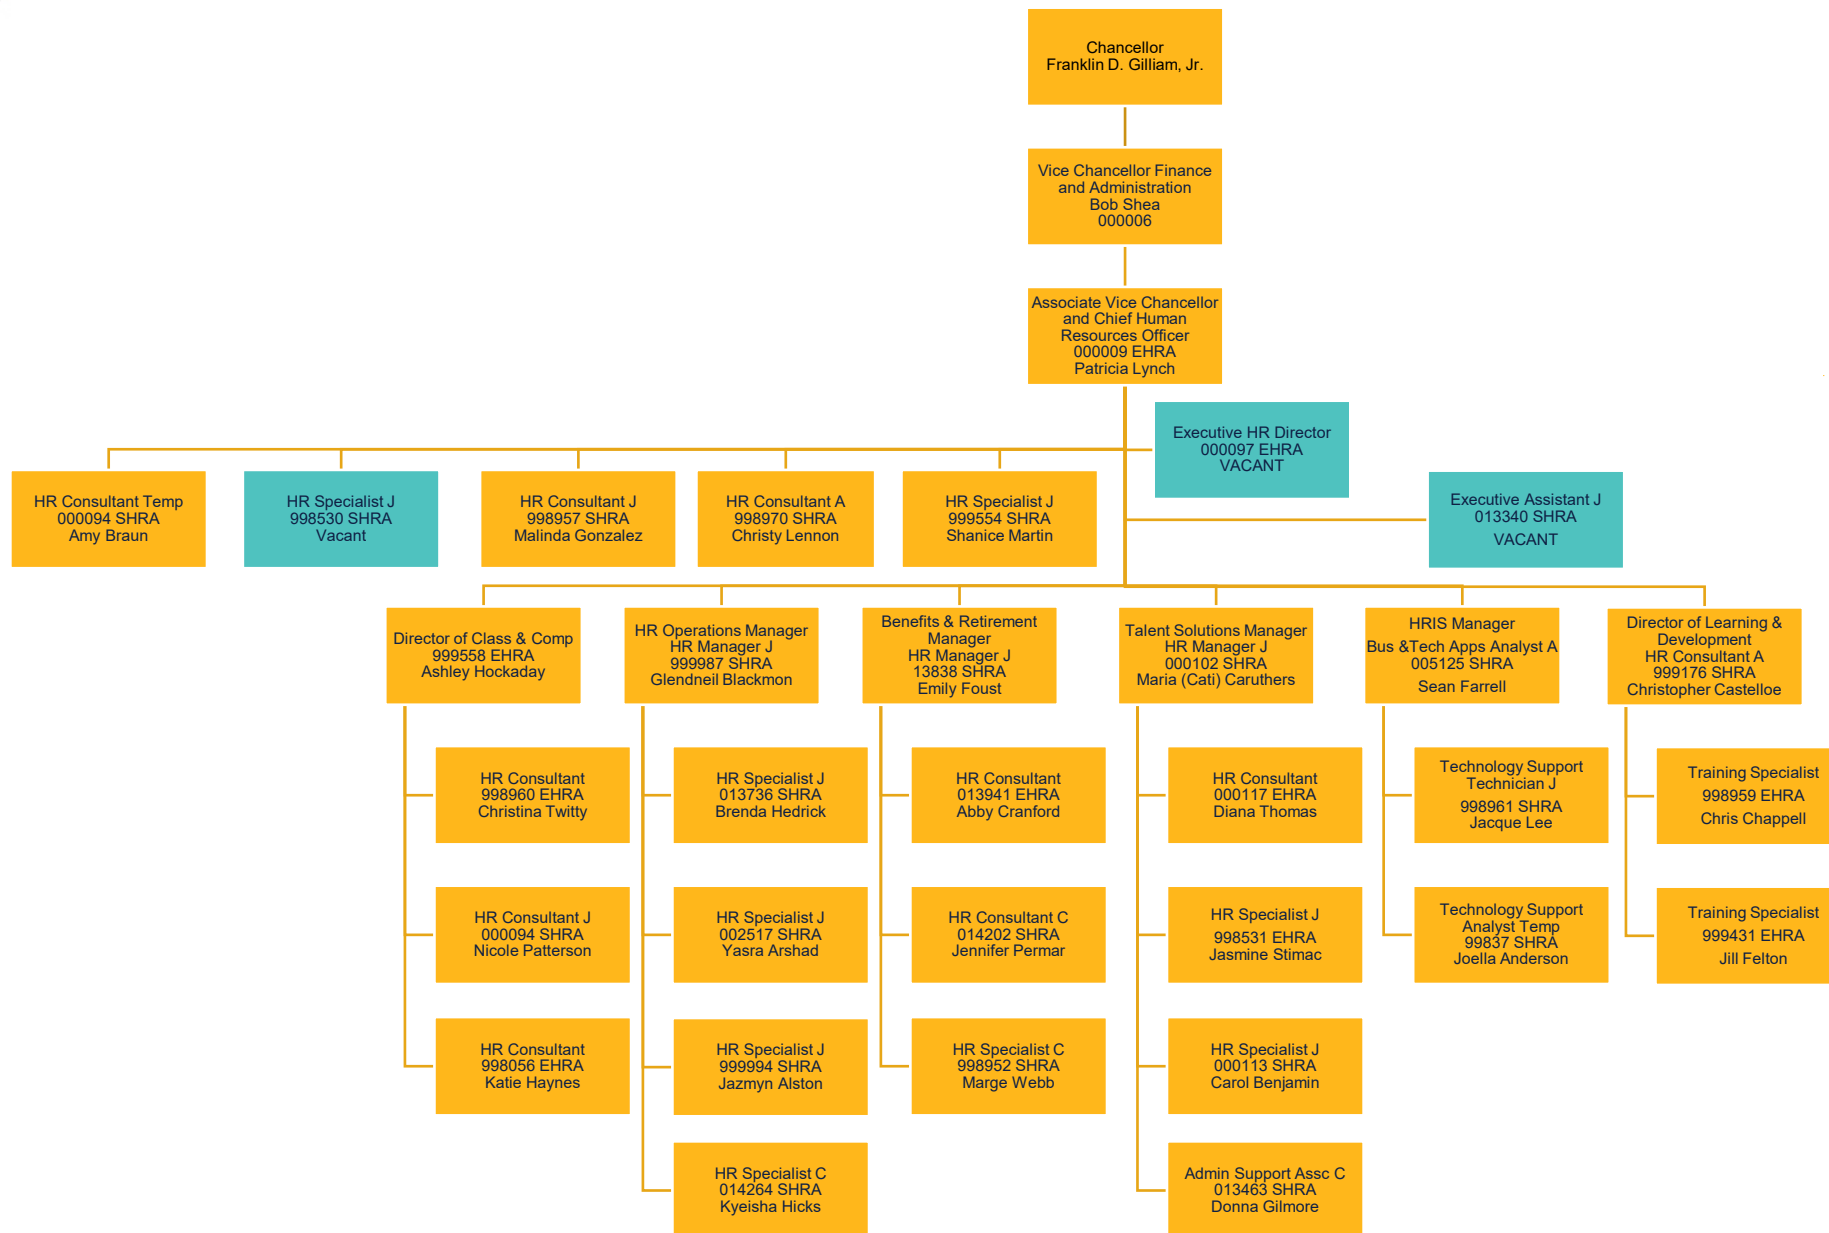 Chancellor
Franklin D. Gilliam, Jr.
Vice Chancellor Finance
and Administration
Bob Shea
000006
Associate Vice Chancellor
and Chief Human
Resources Officer
000009 EHRA
Patricia Lynch
Executive HR Director
000097 EHRA
VACANT
HR Consultant Temp
000094 SHRA
Amy Braun
HR Specialist J
998530 SHRA
Vacant
HR Consultant J
998957 SHRA
Malinda Gonzalez
HR Consultant A
998970 SHRA
Christy Lennon
HR Specialist J
999554 SHRA
Shanice Martin
Executive Assistant J
013340 SHRA
VACANT
Director of Class & Comp
999558 EHRA
Ashley Hockaday
HR Operations Manager
HR Manager J
999987 SHRA
Glendneil Blackmon
Benefits & Retirement
Manager
HR Manager J
13838 SHRA
Emily Foust
Talent Solutions Manager
HR Manager J
000102 SHRA
Maria (Cati) Caruthers
HRIS Manager
Bus &Tech Apps Analyst A
005125 SHRA
Sean Farrell
Director of Learning &
Development
HR Consultant A
999176 SHRA
Christopher Castelloe
HR Consultant
998960 EHRA
Christina Twitty
HR Specialist J
013736 SHRA
Brenda Hedrick
HR Consultant
013941 EHRA
Abby Cranford
HR Consultant
000117 EHRA
Diana Thomas
Technology Support
Technician J
998961 SHRA
Jacque Lee
Training Specialist
998959 EHRA
Chris Chappell
HR Consultant J
000094 SHRA
Nicole Patterson
HR Specialist J
002517 SHRA
Yasra Arshad
HR Consultant C
014202 SHRA
Jennifer Permar
HR Specialist J
998531 EHRA
Jasmine Stimac
Technology Support
Analyst Temp
99837 SHRA
Joella Anderson
Training Specialist
999431 EHRA
Jill Felton
HR Consultant
998056 EHRA
Katie Haynes
HR Specialist J
999994 SHRA
Jazmyn Alston
HR Specialist C
998952 SHRA
Marge Webb
HR Specialist J
000113 SHRA
Carol Benjamin
HR Specialist C
014264 SHRA
Kyeisha Hicks
Admin Support Assc C
013463 SHRA
Donna Gilmore